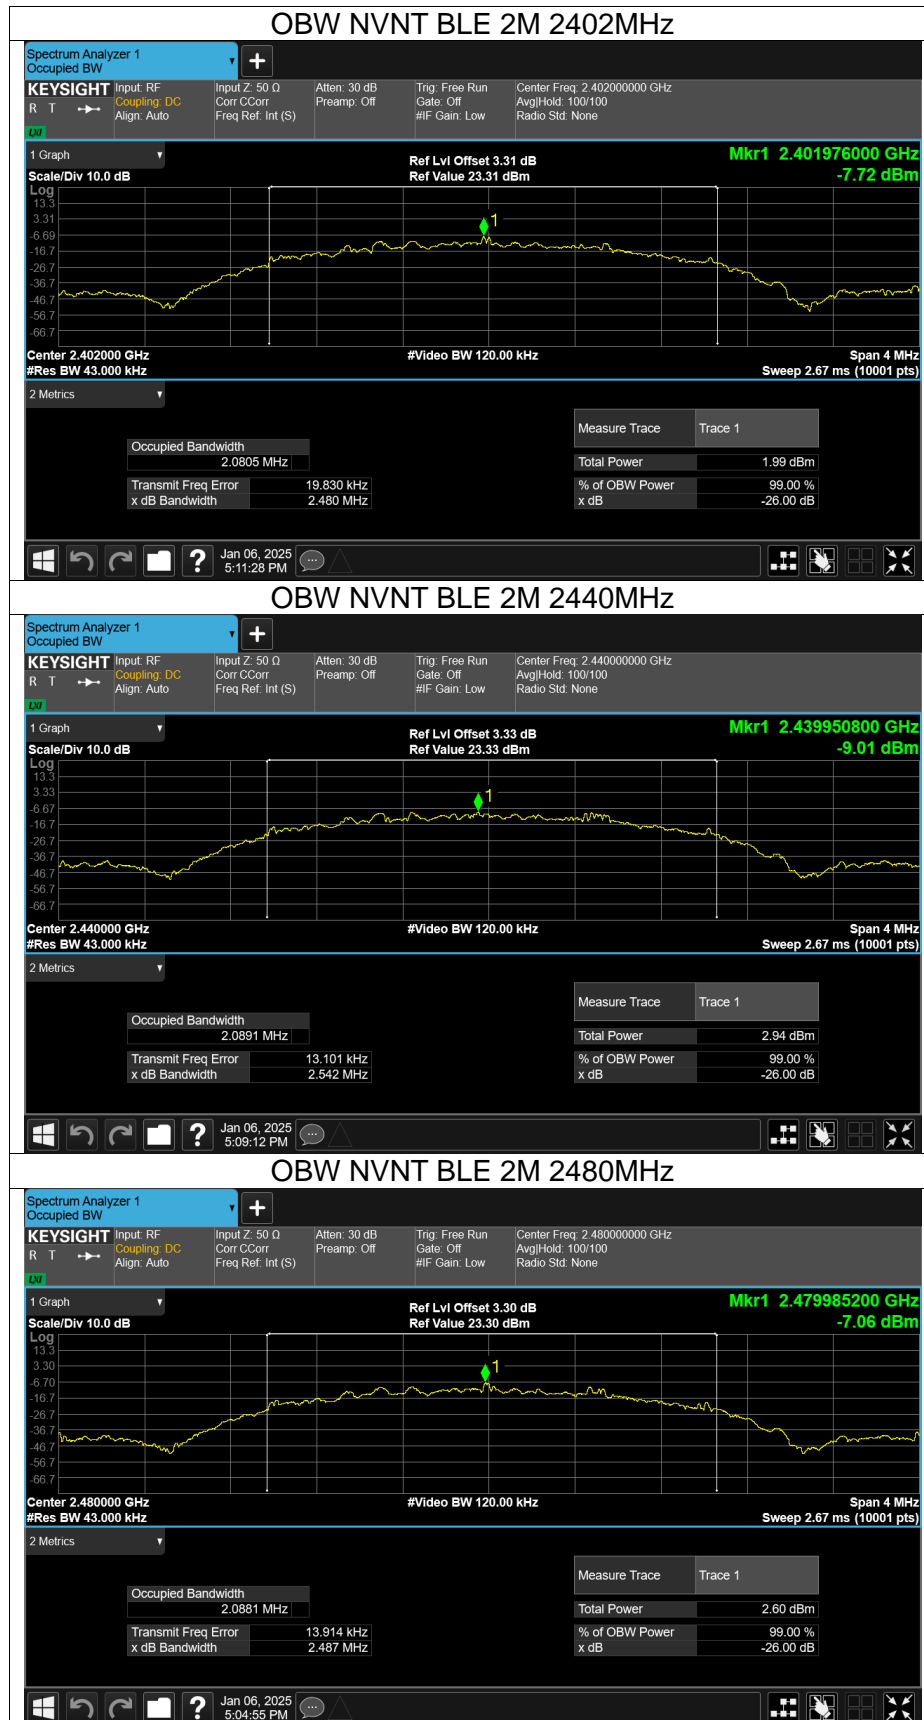 OBW NVNT BLE 2M 2402MHz
Spectrum Analyzer 1
Occupied BW
+
KEYSIGHT Input: RF Input Z: 50 Ω Atten: 30 dB Trig: Free Run Center Freq: 2.402000000 GHz
R T Coupling: DC Corr CCorr Preamp: Off Gate: Off Avg|Hold: 100/100
Align: Auto Freq Ref: Int (S) #IF Gain: Low Radio Std: None
LXI
1 Graph Ref Lvl Offset 3.31 dB Mkr1 2.401976000 GHz
Scale/Div 10.0 dB Ref Value 23.31 dBm -7.72 dBm
Log
13.3
3.31
-6.69
-16.7
-26.7
-36.7
-46.7
-56.7
-66.7
1
Center 2.402000 GHz #Video BW 120.00 kHz Span 4 MHz
#Res BW 43.000 kHz Sweep 2.67 ms (10001 pts)
2 Metrics
Measure Trace Trace 1
Occupied Bandwidth
2.0805 MHz Total Power 1.99 dBm
Transmit Freq Error 19.830 kHz % of OBW Power 99.00 %
x dB Bandwidth 2.480 MHz x dB -26.00 dB
? Jan 06, 2025
5:11:28 PM
OBW NVNT BLE 2M 2440MHz
Spectrum Analyzer 1
Occupied BW
+
KEYSIGHT Input: RF Input Z: 50 Ω Atten: 30 dB Trig: Free Run Center Freq: 2.440000000 GHz
R T Coupling: DC Corr CCorr Preamp: Off Gate: Off Avg|Hold: 100/100
Align: Auto Freq Ref: Int (S) #IF Gain: Low Radio Std: None
LXI
1 Graph Ref Lvl Offset 3.33 dB Mkr1 2.439950800 GHz
Scale/Div 10.0 dB Ref Value 23.33 dBm -9.01 dBm
Log
13.3
3.33
-6.67
-16.7
-26.7
-36.7
-46.7
-56.7
-66.7
1
Center 2.440000 GHz #Video BW 120.00 kHz Span 4 MHz
#Res BW 43.000 kHz Sweep 2.67 ms (10001 pts)
2 Metrics
Measure Trace Trace 1
Occupied Bandwidth
2.0891 MHz Total Power 2.94 dBm
Transmit Freq Error 13.101 kHz % of OBW Power 99.00 %
x dB Bandwidth 2.542 MHz x dB -26.00 dB
? Jan 06, 2025
5:09:12 PM
OBW NVNT BLE 2M 2480MHz
Spectrum Analyzer 1
Occupied BW
+
KEYSIGHT Input: RF Input Z: 50 Ω Atten: 30 dB Trig: Free Run Center Freq: 2.480000000 GHz
R T Coupling: DC Corr CCorr Preamp: Off Gate: Off Avg|Hold: 100/100
Align: Auto Freq Ref: Int (S) #IF Gain: Low Radio Std: None
LXI
1 Graph Ref Lvl Offset 3.30 dB Mkr1 2.479985200 GHz
Scale/Div 10.0 dB Ref Value 23.30 dBm -7.06 dBm
Log
13.3
3.30
-6.70
-16.7
-26.7
-36.7
-46.7
-56.7
-66.7
1
Center 2.480000 GHz #Video BW 120.00 kHz Span 4 MHz
#Res BW 43.000 kHz Sweep 2.67 ms (10001 pts)
2 Metrics
Measure Trace Trace 1
Occupied Bandwidth
2.0881 MHz Total Power 2.60 dBm
Transmit Freq Error 13.914 kHz % of OBW Power 99.00 %
x dB Bandwidth 2.487 MHz x dB -26.00 dB
? Jan 06, 2025
5:04:55 PM